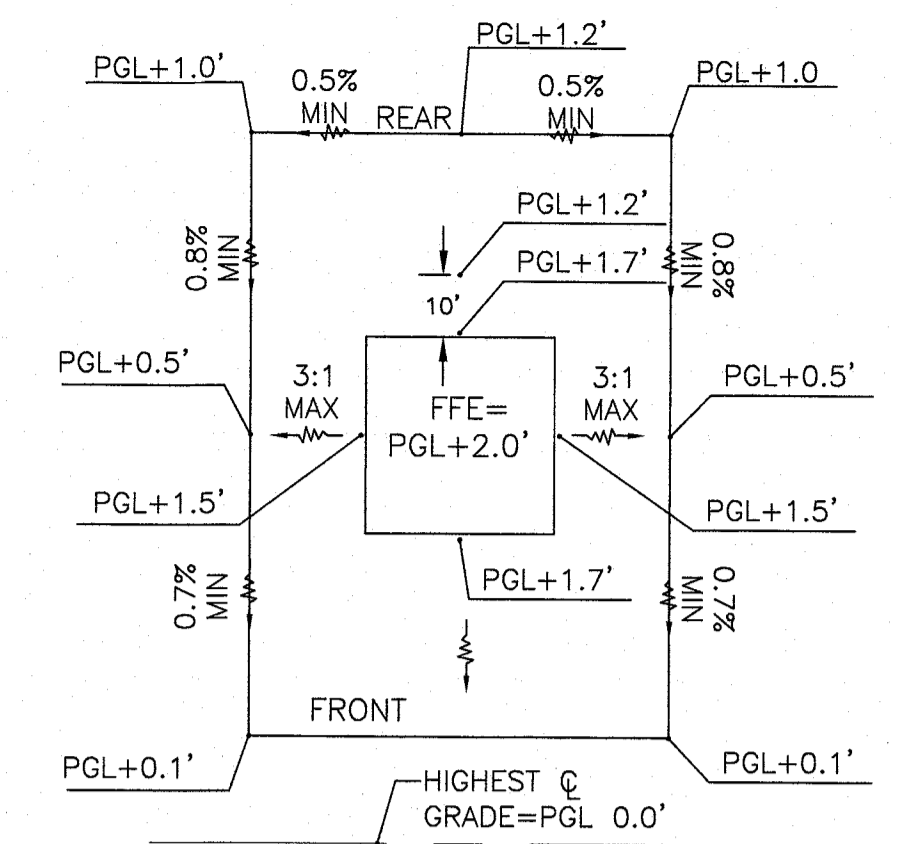 PGL+1.2'
PGL+1.0'
PGL+1.0
0.5%
MIN
0.5%
MIN
REAR
PGL+1.2'
0.8%
MIN
0.8%
MIN
PGL+1.7'
10'
PGL+0.5'
3:1
MAX
FFE=
PGL+2.0'
3:1
MAX
PGL+0.5'
PGL+1.5'
PGL+1.5'
0.7%
MIN
PGL+1.7'
0.7%
MIN
FRONT
PGL+0.1'
PGL+0.1'
HIGHEST ℄
GRADE=PGL 0.0'